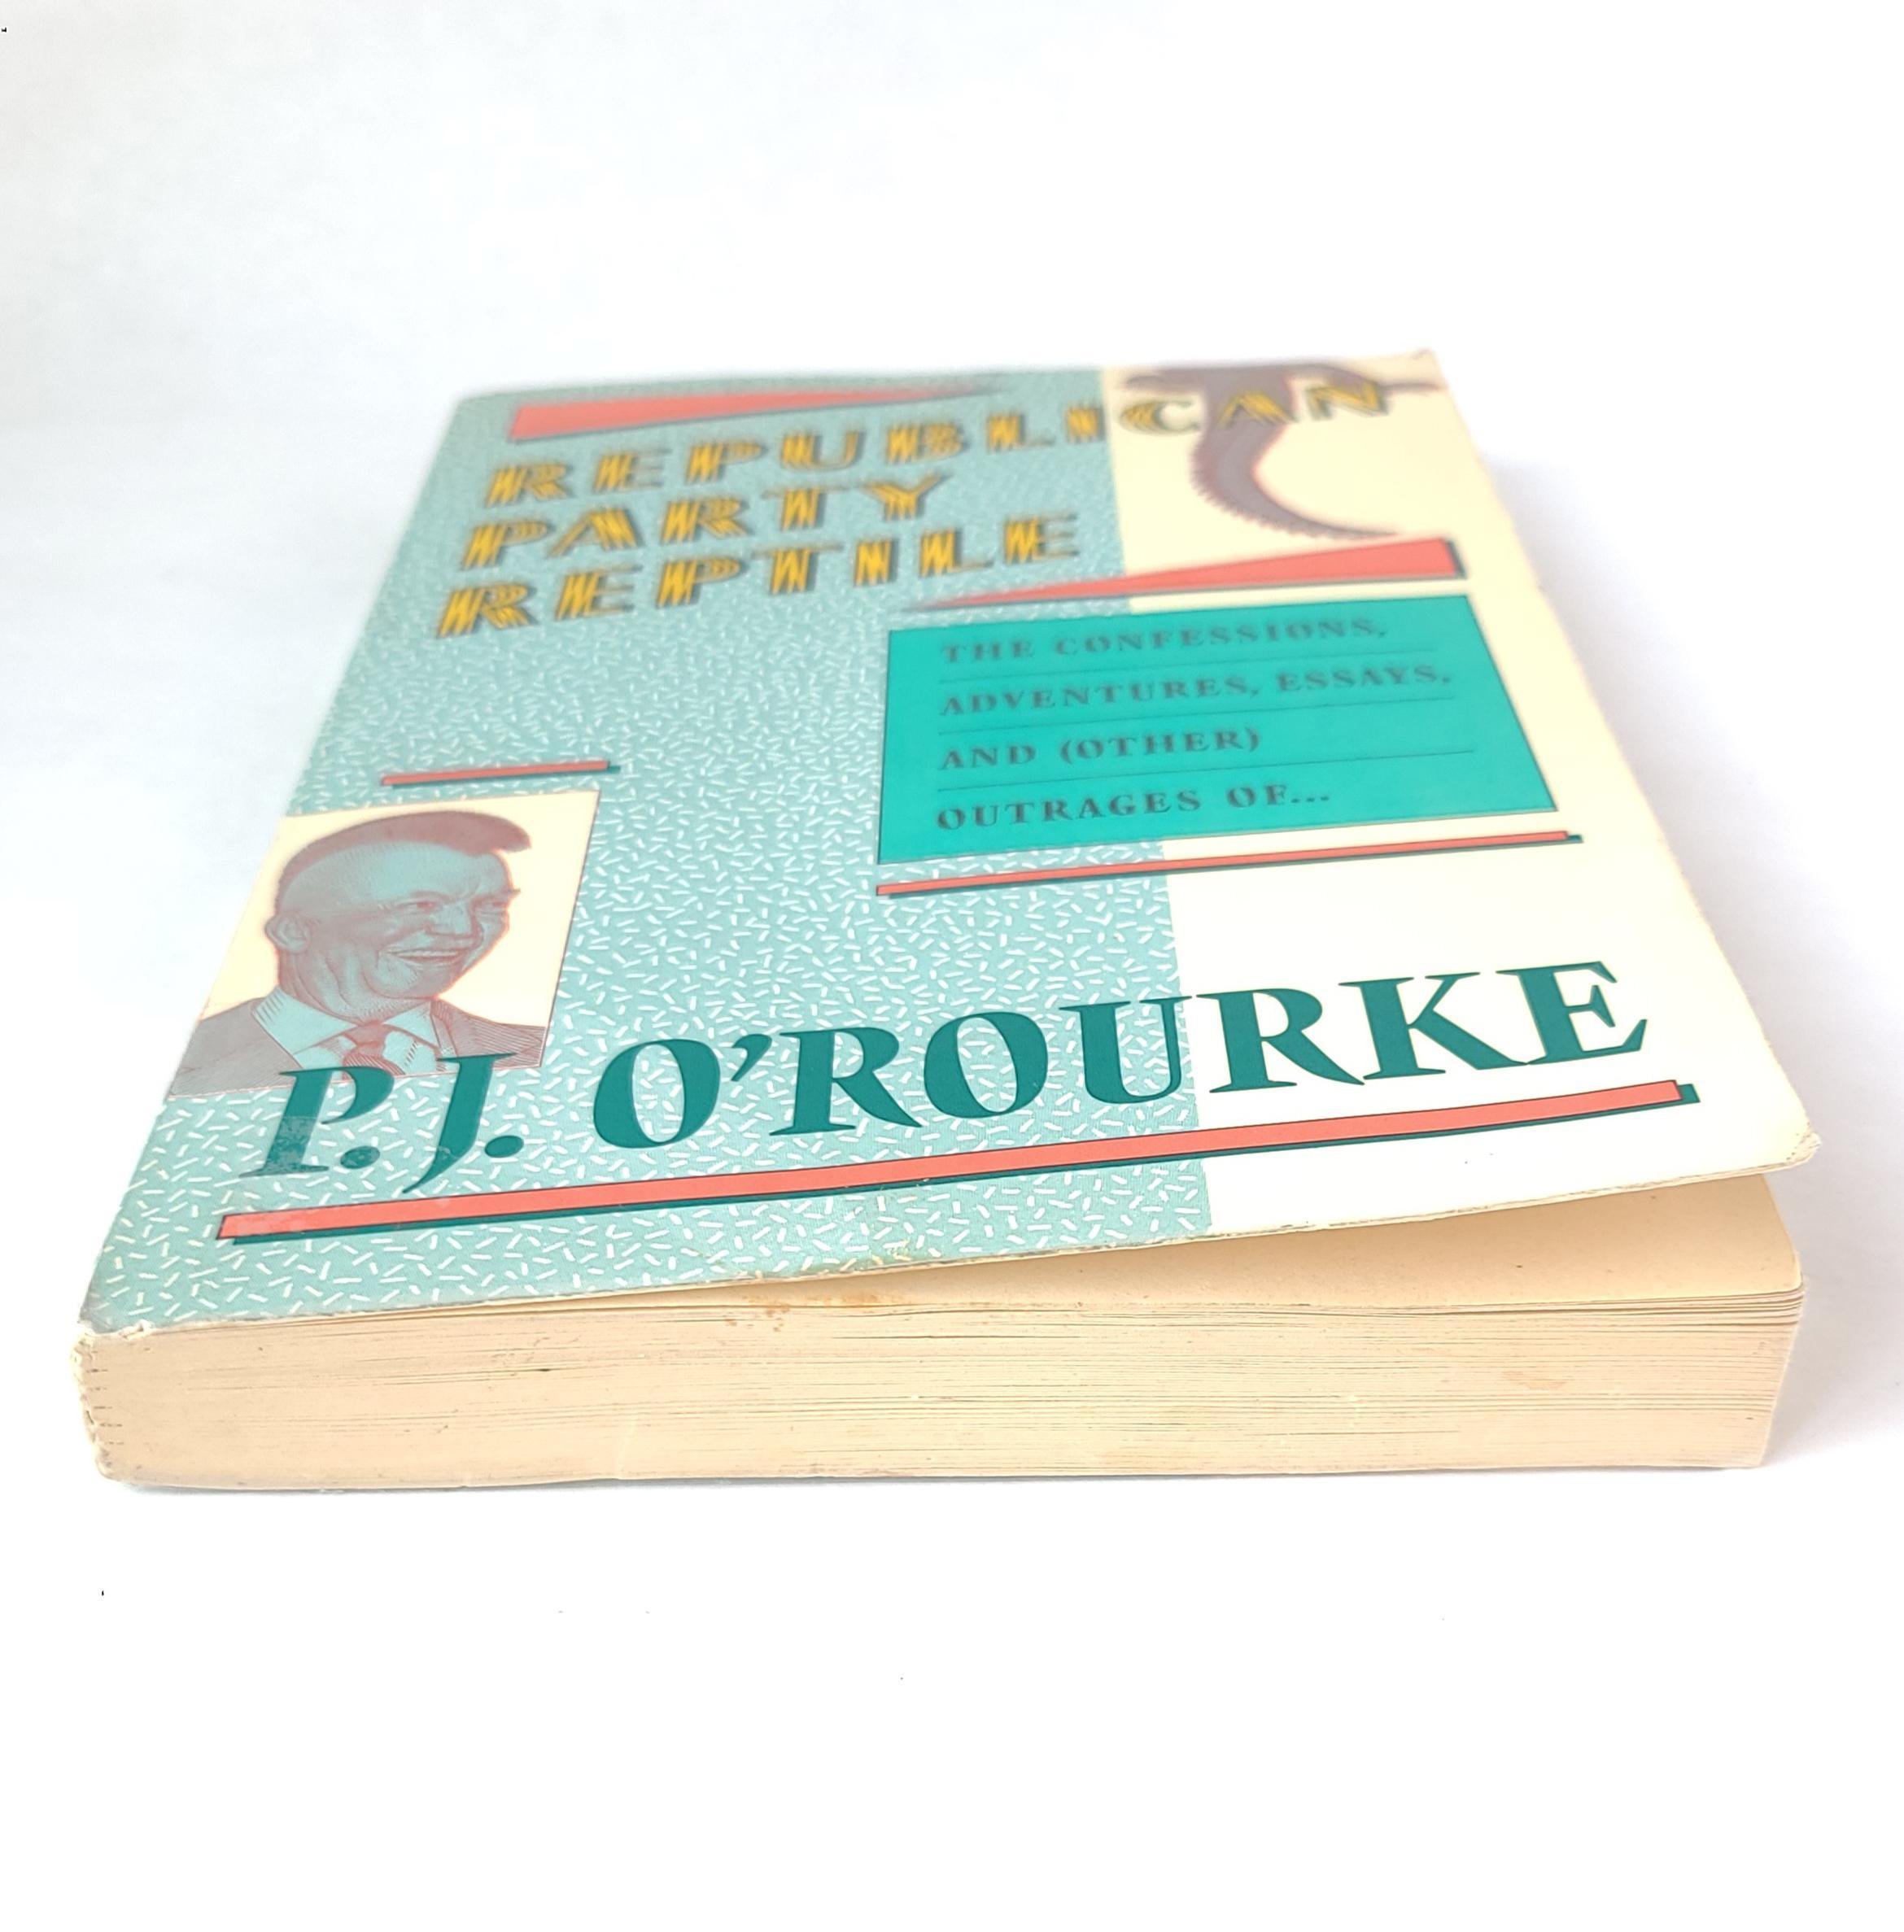 REPUBLICAN
PARTY
REPTILE
THE CONFESSIONS,
ADVENTURES, ESSAYS,
AND (OTHER)
OUTRAGES OF...
P.J. O'ROURKE